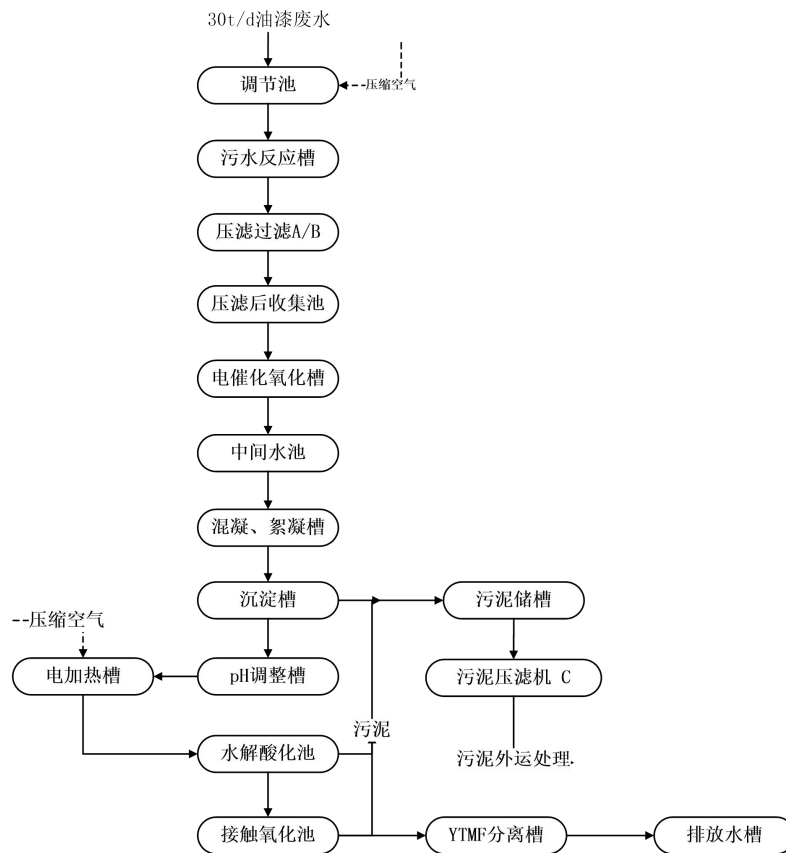 30t/d油漆废水
调节池
压缩空气
污水反应槽
压滤过滤A/B
压滤后收集池
电催化氧化槽
中间水池
混凝、絮凝槽
沉淀槽
污泥储槽
--压缩空气
电加热槽
pH调整槽
污泥压滤机 C
污泥
水解酸化池
污泥外运处理.
接触氧化池
YTMF分离槽
排放水槽